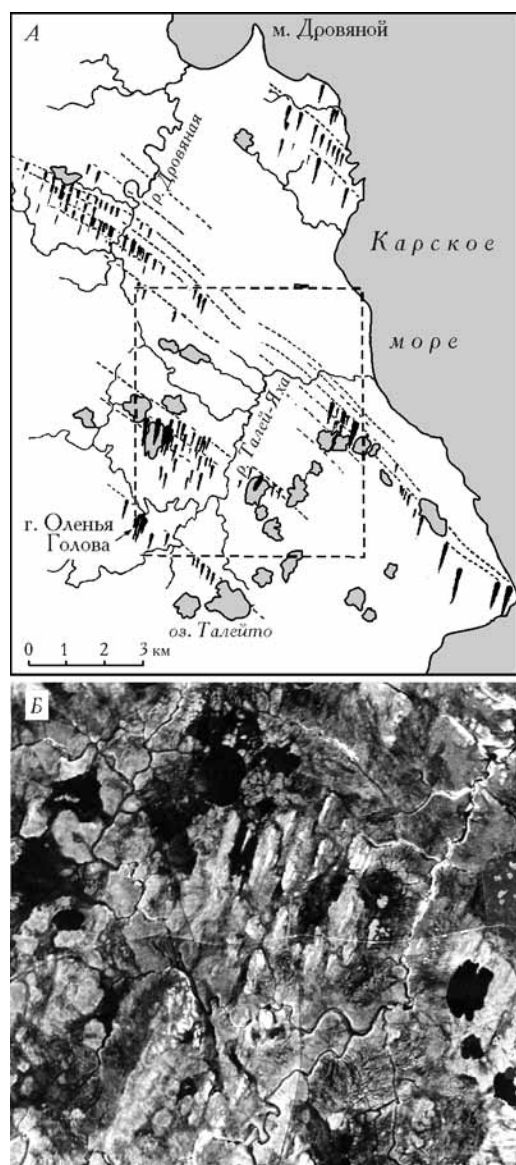 А
м. Дровяной
р. Дровяная
Карское
море
р. Талей-Яха
г. Оленья
Голова
оз. Талейто
0 1 2 3 км
Б